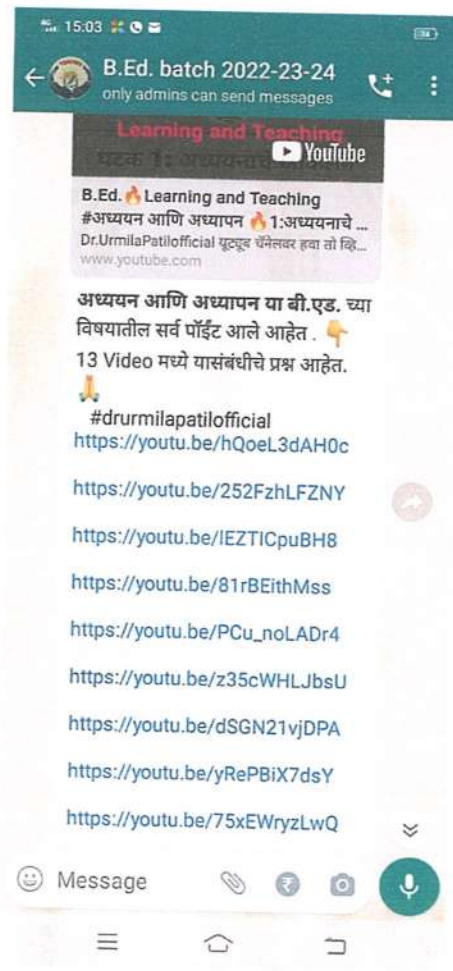 4G 15:03
B.Ed. batch 2022-23-24
only admins can send messages
Learning and Teaching
YouTube
B.Ed.🔥Learning and Teaching
#अध्ययन आणि अध्यापन 🔥1:अध्ययनाचे ...
Dr.UrmilaPatilofficial यूट्यूब चॅनेलवर हवा तो व्हि...
www.youtube.com
अध्ययन आणि अध्यापन या बी.एड. च्या
विषयातील सर्व पॉईंट आले आहेत . 👇
13 Video मध्ये यासंबंधीचे प्रश्न आहेत.
🙏
#drurmilapatilofficial
https://youtu.be/hQoeL3dAH0c
https://youtu.be/252FzhLFZNY
https://youtu.be/IEZTICpuBH8
https://youtu.be/81rBEithMss
https://youtu.be/PCu_noLADr4
https://youtu.be/z35cWHLJbsU
https://youtu.be/dSGN21vjDPA
https://youtu.be/yRePBiX7dsY
https://youtu.be/75xEWryzLwQ
Message